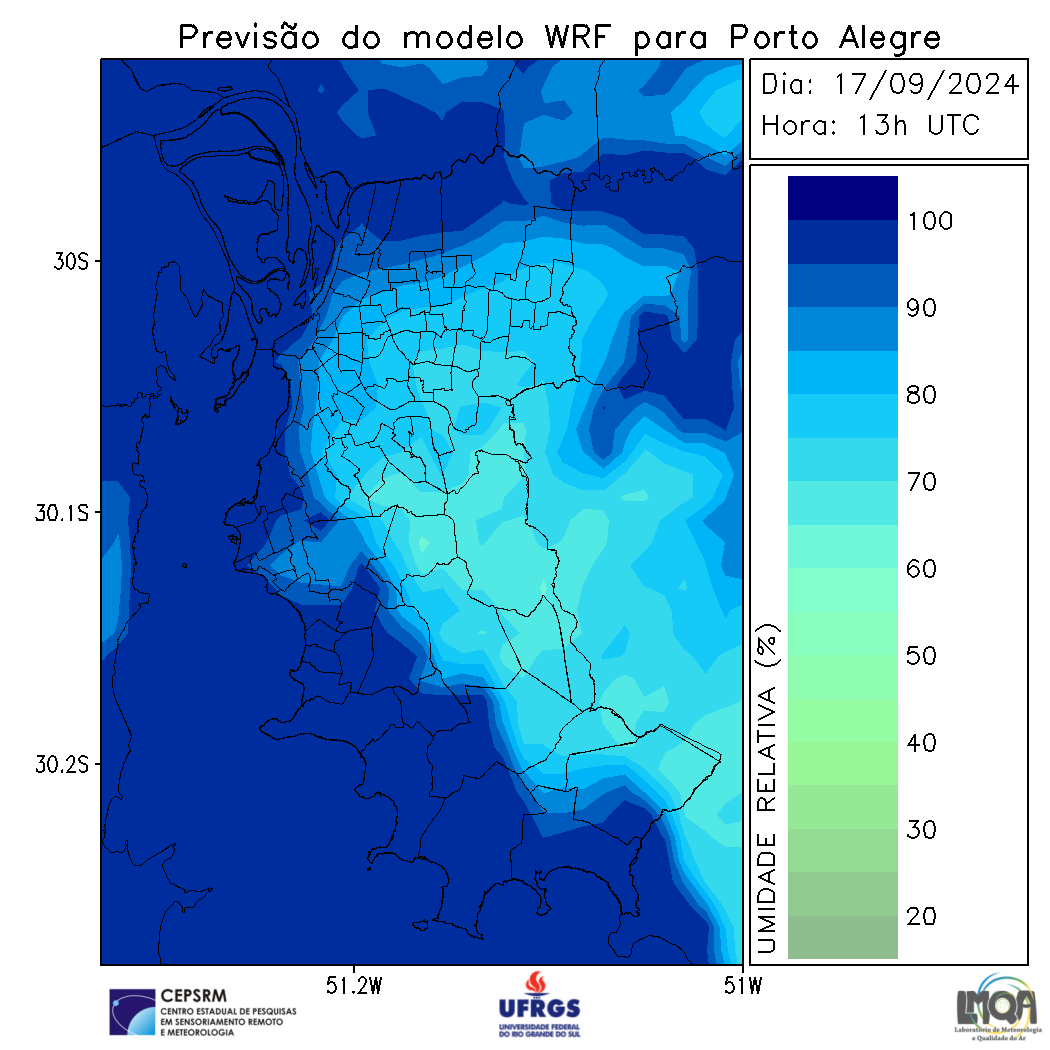 Previsão do modelo WRF para Porto Alegre
Dia: 17/09/2024
Hora: 13h UTC
30S
30.1S
30.2S
51.2W
51W
UMIDADE RELATIVA (%)
100
90
80
70
60
50
40
30
20
CEPSRM
CENTRO ESTADUAL DE PESQUISAS
EM SENSORIAMENTO REMOTO
E METEOROLOGIA
UFRGS
UNIVERSIDADE FEDERAL
DO RIO GRANDE DO SUL
LMQA
Laboratório de Meteorologia
e Qualidade do Ar